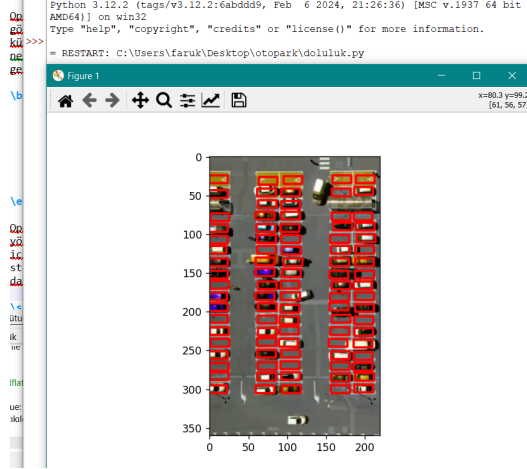 Python 3.12.2 (tags/v3.12.2:6abddd9, Feb  6 2024, 21:26:36) [MSC v.1937 64 bit
AMD64)] on win32
Type "help", "copyright", "credits" or "license()" for more information.
>>>
= RESTART: C:\Users\faruk\Desktop\otopark\doluluk.py
Figure 1
x=80.3 y=99.2
[61, 56, 57]
0
50
100
150
200
250
300
350
0 50 100 150 200